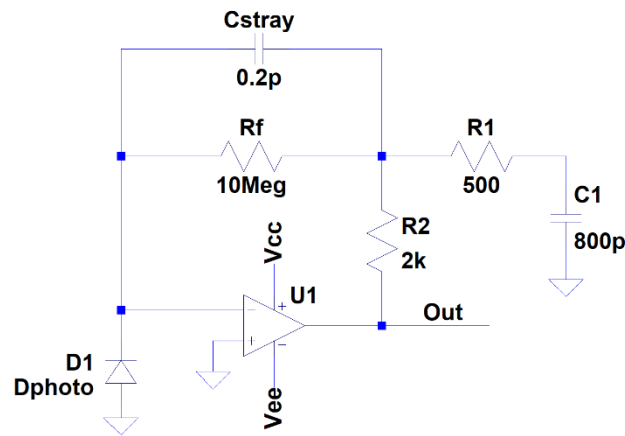 Cstray
0.2p
Rf
10Meg
R1
500
C1
800p
R2
2k
Vcc
U1
Out
D1
Dphoto
Vee